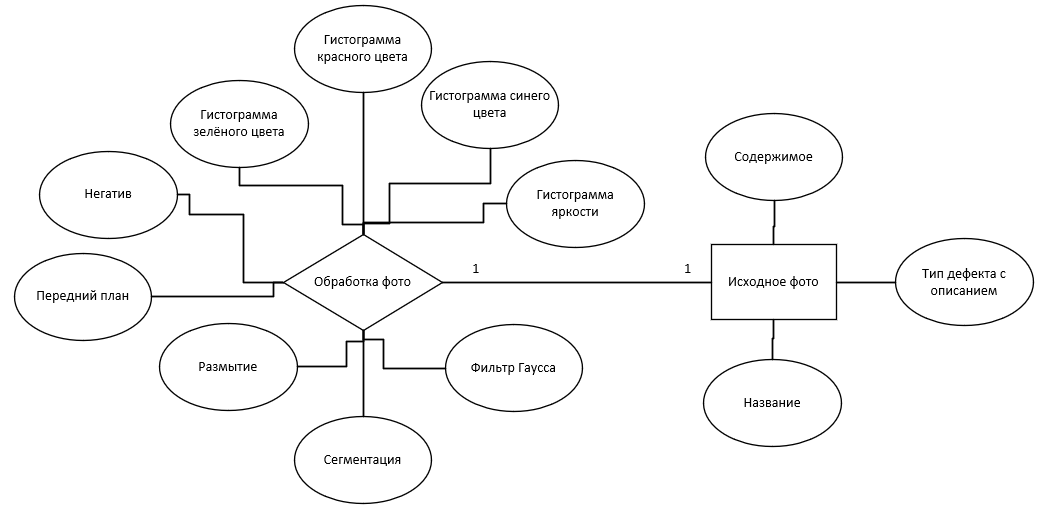 Гистограмма
красного цвета
Гистограмма синего
цвета
Гистограмма
зелёного цвета
Содержимое
Негатив
Гистограмма
яркости
Передний план
Обработка фото
1
1
Исходное фото
Тип дефекта с
описанием
Размытие
Фильтр Гаусса
Название
Сегментация